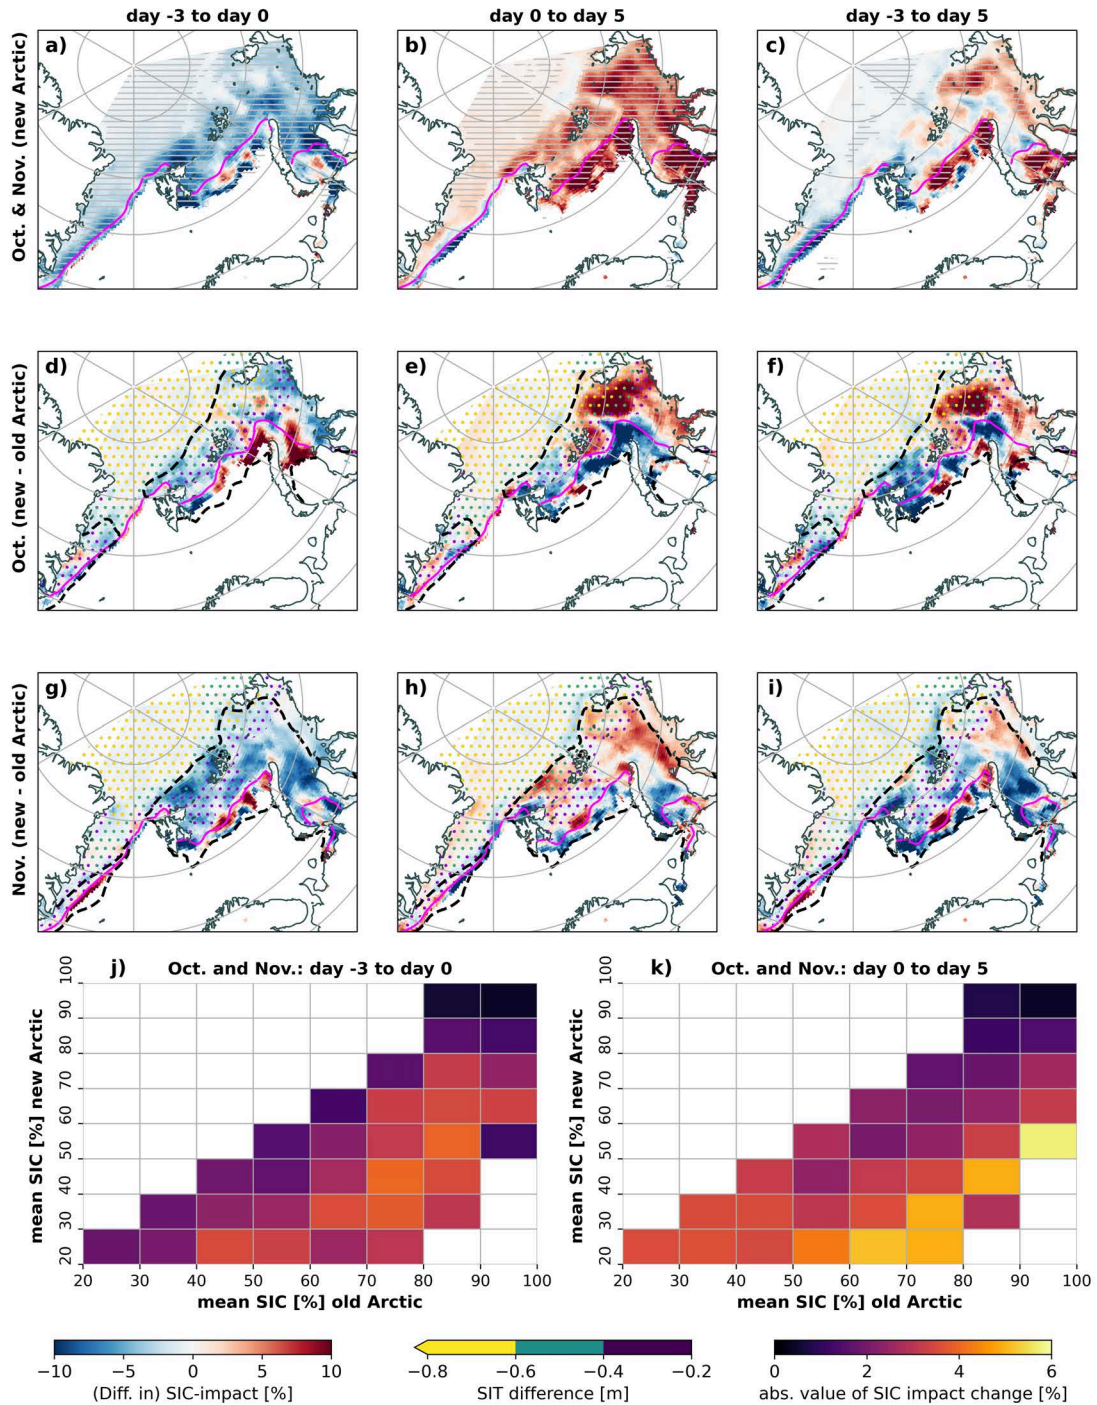 day -3 to day 0
day 0 to day 5
day -3 to day 5
Oct. & Nov. (new Arctic)
a)
b)
c)
Oct. (new - old Arctic)
d)
e)
f)
Nov. (new - old Arctic)
g)
h)
i)
j) Oct. and Nov.: day -3 to day 0
mean SIC [%] new Arctic
100
90
80
70
60
50
40
30
20
20 30 40 50 60 70 80 90 100
mean SIC [%] old Arctic
k) Oct. and Nov.: day 0 to day 5
mean SIC [%] new Arctic
100
90
80
70
60
50
40
30
20
20 30 40 50 60 70 80 90 100
mean SIC [%] old Arctic
−10 −5 0 5 10
(Diff. in) SIC-impact [%]
−0.8 −0.6 −0.4 −0.2
SIT difference [m]
0 2 4 6
abs. value of SIC impact change [%]